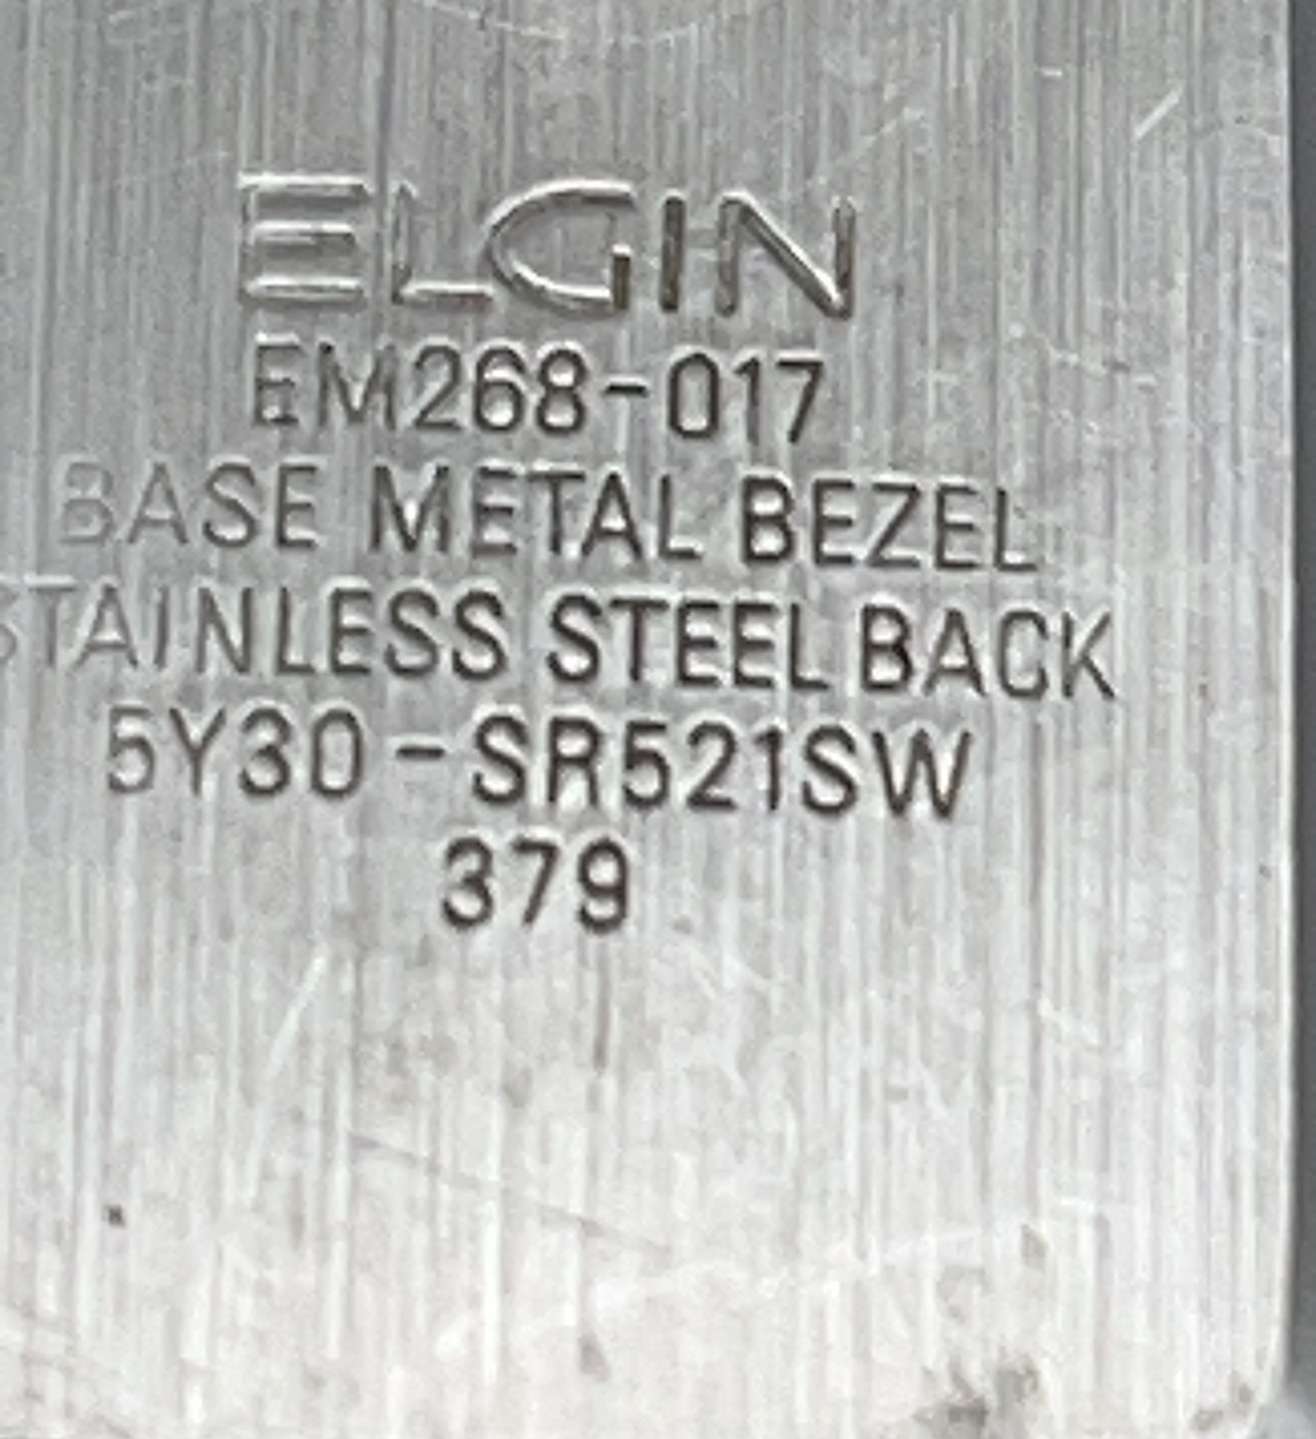 ELGIN
EM268-017
BASE METAL BEZEL
STAINLESS STEEL BACK
5Y30-SR521SW
379